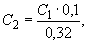 C₂ = C₁ · 0,1 / 0,32,